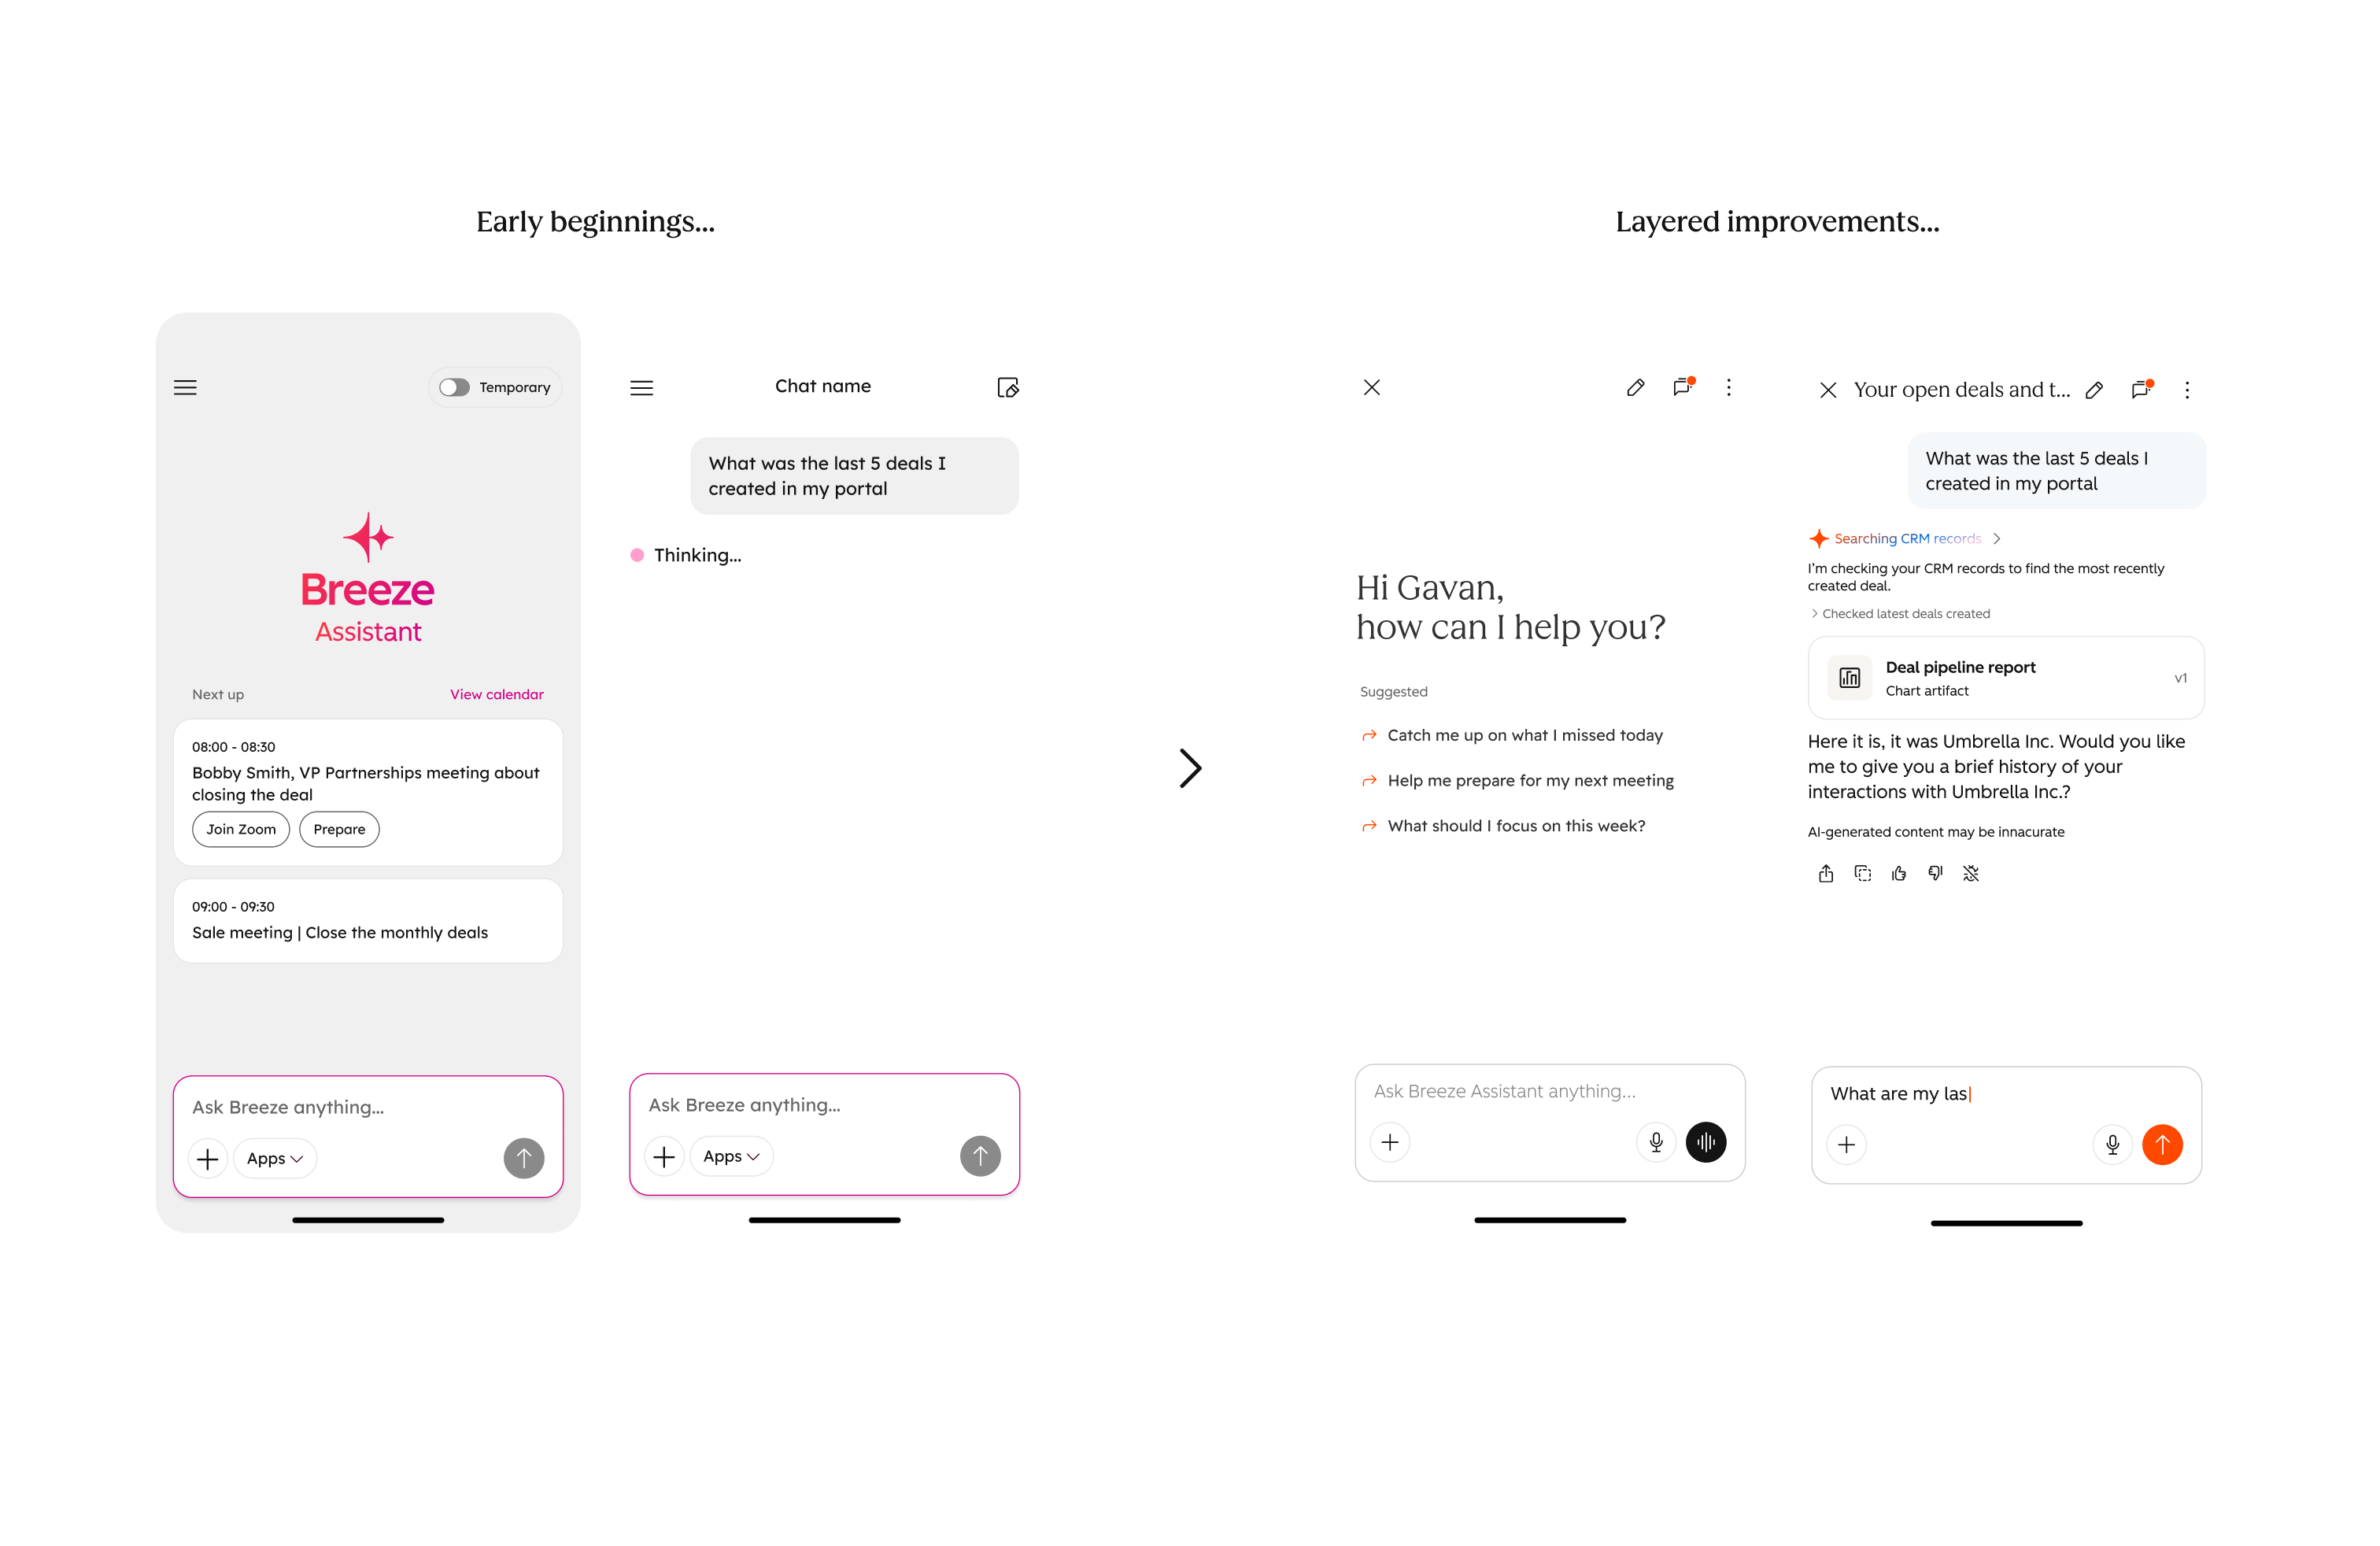 Early beginnings...
Layered improvements...
Temporary
Breeze
Assistant
Next up
View calendar
08:00 - 08:30
Bobby Smith, VP Partnerships meeting about
closing the deal
Join Zoom
Prepare
09:00 - 09:30
Sale meeting | Close the monthly deals
Ask Breeze anything...
Apps
Chat name
What was the last 5 deals I
created in my portal
Thinking...
Ask Breeze anything...
Apps
Hi Gavan,
how can I help you?
Suggested
Catch me up on what I missed today
Help me prepare for my next meeting
What should I focus on this week?
Ask Breeze Assistant anything...
Your open deals and t...
What was the last 5 deals I
created in my portal
Searching CRM records
I'm checking your CRM records to find the most recently
created deal.
Checked latest deals created
Deal pipeline report
Chart artifact
v1
Here it is, it was Umbrella Inc. Would you like
me to give you a brief history of your
interactions with Umbrella Inc.?
AI-generated content may be innacurate
What are my las